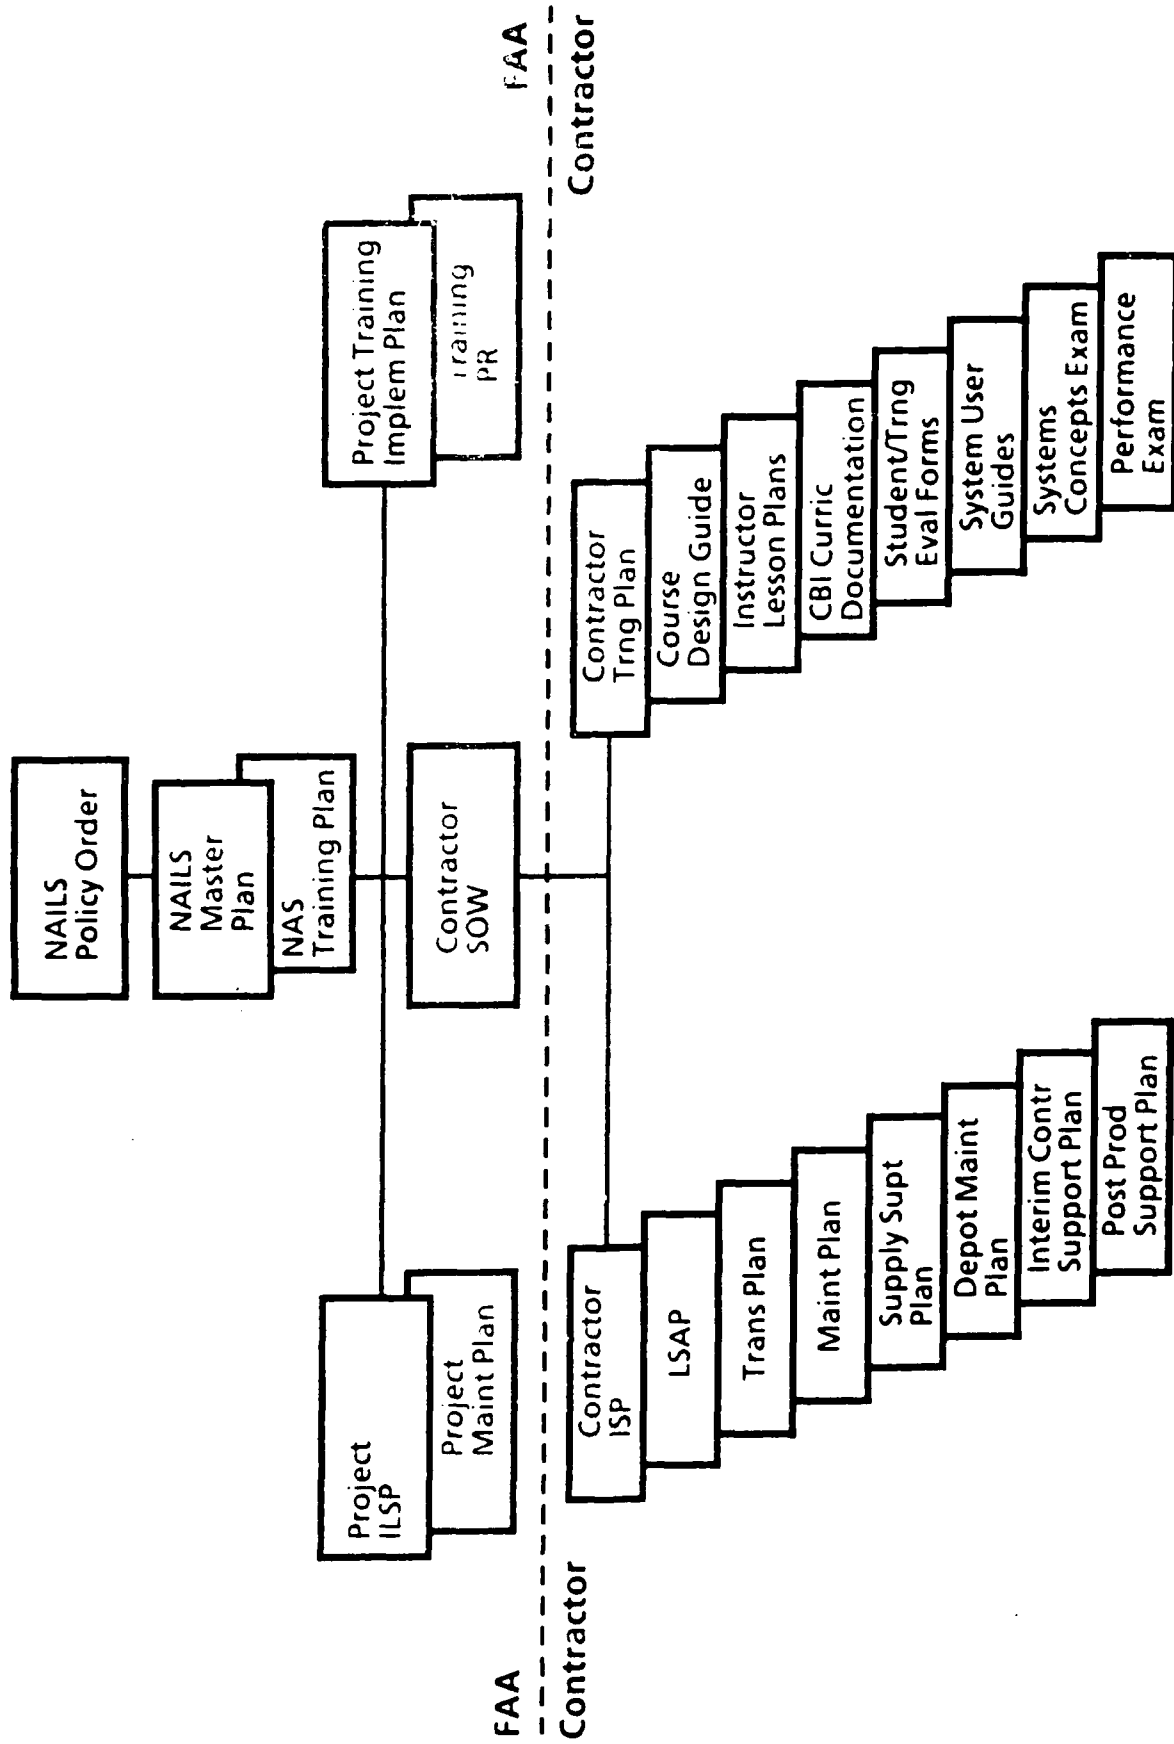 NAILS
Policy Order
NAILS
Master
Plan
NAS
Training Plan
Project
ILSP
Project
Maint Plan
Contractor
SOW
Project Training
Implem Plan
Training
PR
FAA
FAA
Contractor
Contractor
Contractor
ISP
LSAP
Trans Plan
Maint Plan
Supply Supt
Plan
Depot Maint
Plan
Interim Contr
Support Plan
Post Prod
Support Plan
Contractor
Trng Plan
Course
Design Guide
Instructor
Lesson Plans
CBI Curric
Documentation
Student/Trng
Eval Forms
System User
Guides
Systems
Concepts Exam
Performance
Exam